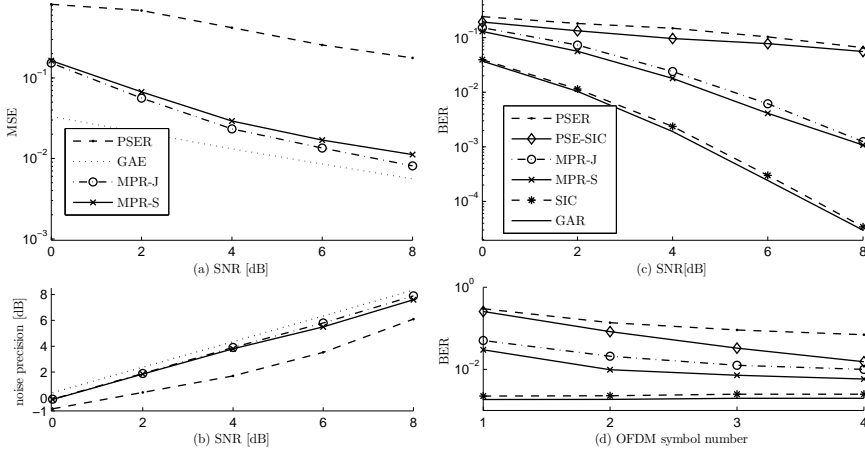 10^{-1}
10^{-2}
10^{-3}
MSE
PSER
GAE
MPR-J
MPR-S
0 2 4 6 8
(a) SNR [dB]
10^{-1}
10^{-2}
10^{-3}
10^{-4}
BER
PSER
PSE-SIC
MPR-J
MPR-S
SIC
GAR
0 2 4 6 8
(c) SNR[dB]
8
6
4
2
0
−1
noise precision [dB]
0 2 4 6 8
(b) SNR [dB]
10^{0}
10^{-2}
BER
1 2 3 4
(d) OFDM symbol number